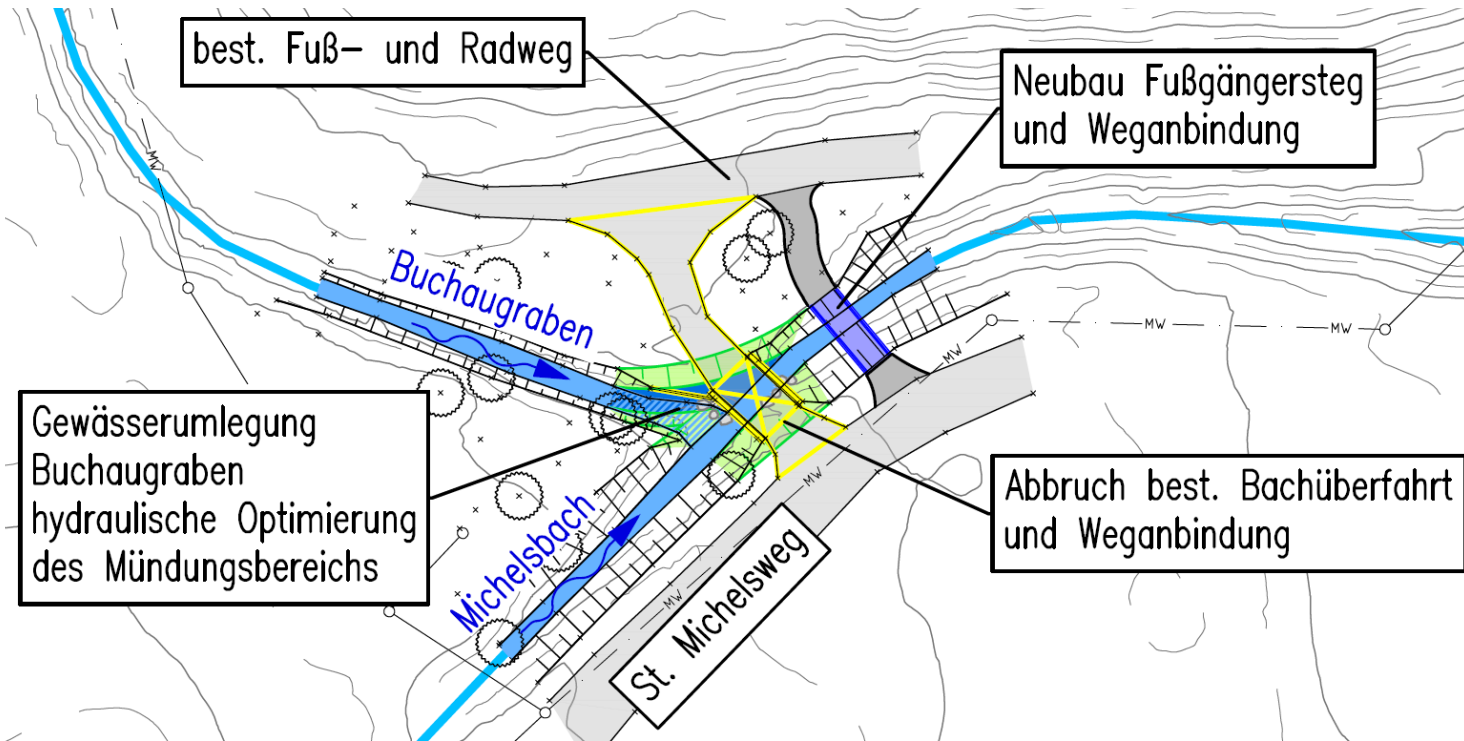 best. Fuß- und Radweg
Neubau Fußgängersteg
und Weganbindung
MW
Buchaugraben
MW
MW
MW
Gewässerumlegung
Buchaugraben
hydraulische Optimierung
des Mündungsbereichs
Abbruch best. Bachüberfahrt
und Weganbindung
MW
Michelsbach
MW
St. Michelsweg